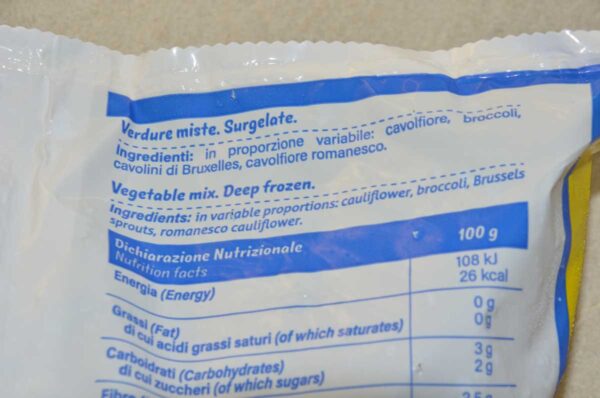 Verdure miste. Surgelate.
Ingredienti: in proporzione variabile: cavolfiore, broccoli,
cavolini di Bruxelles, cavolfiore romanesco.
Vegetable mix. Deep frozen.
Ingredients: in variable proportions: cauliflower, broccoli, Brussels
sprouts, romanesco cauliflower.
Dichiarazione Nutrizionale 100 g
Nutrition facts
Energia (Energy) 108 kJ
26 kcal
Grassi (Fat) 0 g
di cui acidi grassi saturi (of which saturates) 0 g
Carboidrati (Carbohydrates) 3 g
di cui zuccheri (of which sugars) 2 g